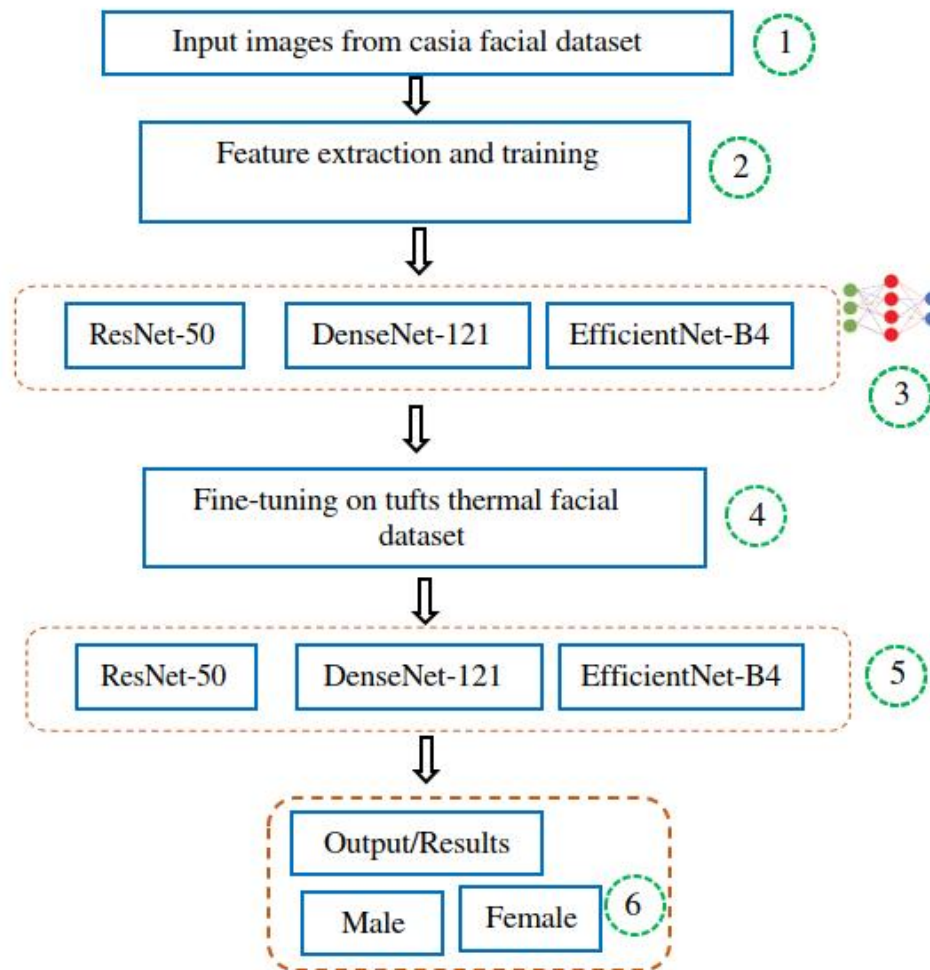 Input images from casia facial dataset
1
Feature extraction and training
2
ResNet-50
DenseNet-121
EfficientNet-B4
3
Fine-tuning on tufts thermal facial
dataset
4
ResNet-50
DenseNet-121
EfficientNet-B4
5
Output/Results
Male
Female
6